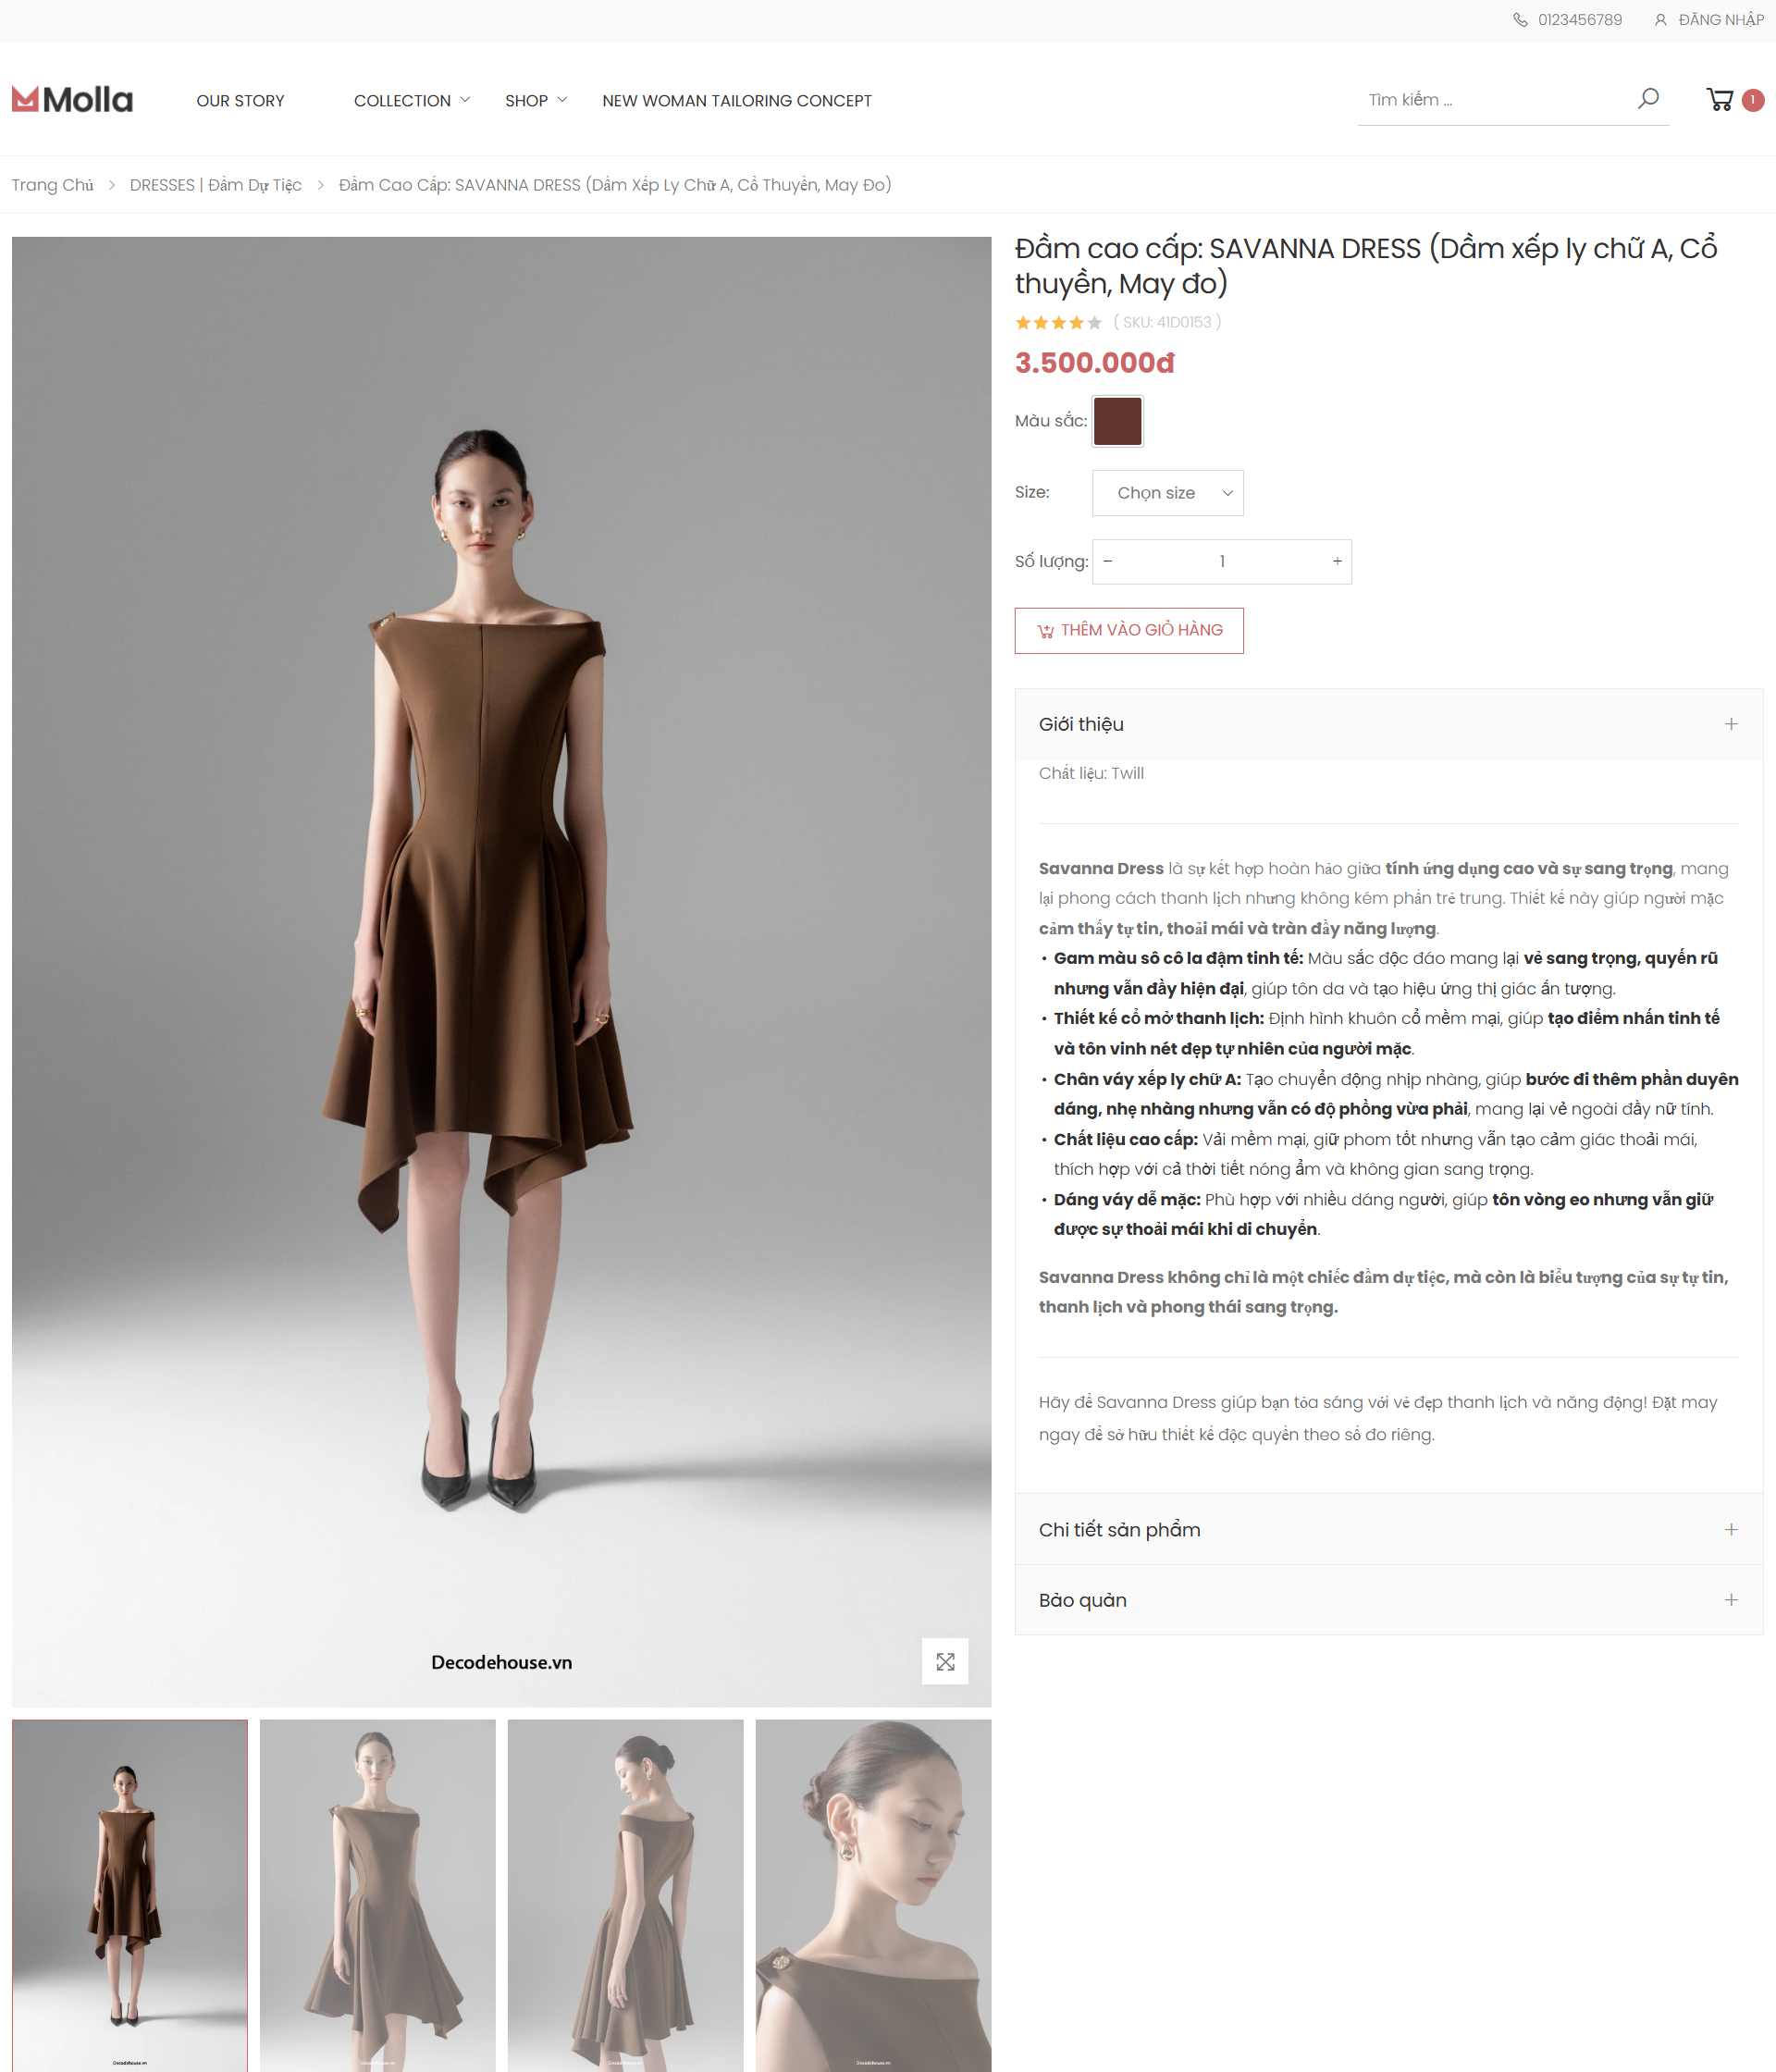 0123456789 ĐĂNG NHẬP
Molla OUR STORY COLLECTION SHOP NEW WOMAN TAILORING CONCEPT Tìm kiếm ... 1
Trang Chủ > DRESSES | Đầm Dự Tiệc > Đầm Cao Cấp: SAVANNA DRESS (Dầm Xếp Ly Chữ A, Cổ Thuyền, May Đo)
Đầm cao cấp: SAVANNA DRESS (Dầm xếp ly chữ A, Cổ
thuyền, May đo)
( SKU: 41D0153 )
3.500.000đ
Màu sắc:
Size: Chọn size
Số lượng: − 1 +
THÊM VÀO GIỎ HÀNG
Giới thiệu +
Chất liệu: Twill
Savanna Dress là sự kết hợp hoàn hảo giữa tính ứng dụng cao và sự sang trọng, mang
lại phong cách thanh lịch nhưng không kém phần trẻ trung. Thiết kế này giúp người mặc
cảm thấy tự tin, thoải mái và tràn đầy năng lượng.
• Gam màu sô cô la đậm tinh tế: Màu sắc độc đáo mang lại vẻ sang trọng, quyến rũ
nhưng vẫn đầy hiện đại, giúp tôn da và tạo hiệu ứng thị giác ấn tượng.
• Thiết kế cổ mở thanh lịch: Định hình khuôn cổ mềm mại, giúp tạo điểm nhấn tinh tế
và tôn vinh nét đẹp tự nhiên của người mặc.
• Chân váy xếp ly chữ A: Tạo chuyển động nhịp nhàng, giúp bước đi thêm phần duyên
dáng, nhẹ nhàng nhưng vẫn có độ phồng vừa phải, mang lại vẻ ngoài đầy nữ tính.
• Chất liệu cao cấp: Vải mềm mại, giữ phom tốt nhưng vẫn tạo cảm giác thoải mái,
thích hợp với cả thời tiết nóng ẩm và không gian sang trọng.
• Dáng váy dễ mặc: Phù hợp với nhiều dáng người, giúp tôn vòng eo nhưng vẫn giữ
được sự thoải mái khi di chuyển.
Savanna Dress không chỉ là một chiếc đầm dự tiệc, mà còn là biểu tượng của sự tự tin,
thanh lịch và phong thái sang trọng.
Hãy để Savanna Dress giúp bạn tỏa sáng với vẻ đẹp thanh lịch và năng động! Đặt may
ngay để sở hữu thiết kế độc quyền theo số đo riêng.
Chi tiết sản phẩm +
Bảo quản +
Decodehouse.vn
Decodehouse.vn Decodehouse.vn Decodehouse.vn Decodehouse.vn